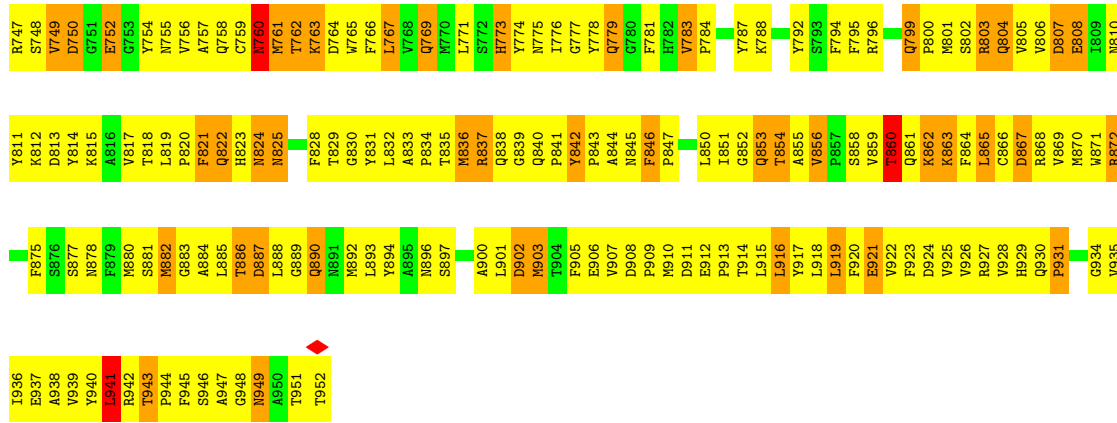 R747 S748 V749 D750 G751 E752 G753 Y754 N755 V756 A757 Q758 C759 N760 M761 T762 K763 D764 W765 F766 L767 V768 Q769 M770 L771 S772 H773 Y774 N775 I776 G777 Y778 Q779 G780 F781 H782 V783 P784 Y787 K788 Y792 S793 F794 F795 R796 Q799 P800 M801 S802 R803 Q804 V805 V806 D807 E808 I809 N810
Y811 K812 D813 Y814 K815 A816 V817 T818 L819 P820 F821 Q822 H823 N824 N825 F828 T829 G830 Y831 L832 A833 P834 T835 M836 R837 Q838 G839 Q840 P841 Y842 P843 A844 N845 F846 P847 L850 I851 G852 Q853 T854 A855 V856 P857 S858 V859 T860 Q861 K862 K863 F864 L865 C866 D867 R868 V869 M870 W871 R872
F875 S876 S877 N878 F879 M880 S881 M882 G883 A884 L885 T886 D887 L888 G889 Q890 N891 M892 L893 Y894 A895 N896 S897 A900 L901 D902 M903 T904 F905 E906 V907 D908 P909 M910 D911 E912 P913 T914 L915 L916 Y917 L918 L919 F920 E921 V922 F923 D924 V925 V926 R927 V928 H929 Q930 P931 G934 V935
I936 E937 A938 V939 Y940 L941 R942 T943 P944 F945 S946 A947 G948 N949 A950 T951 T952